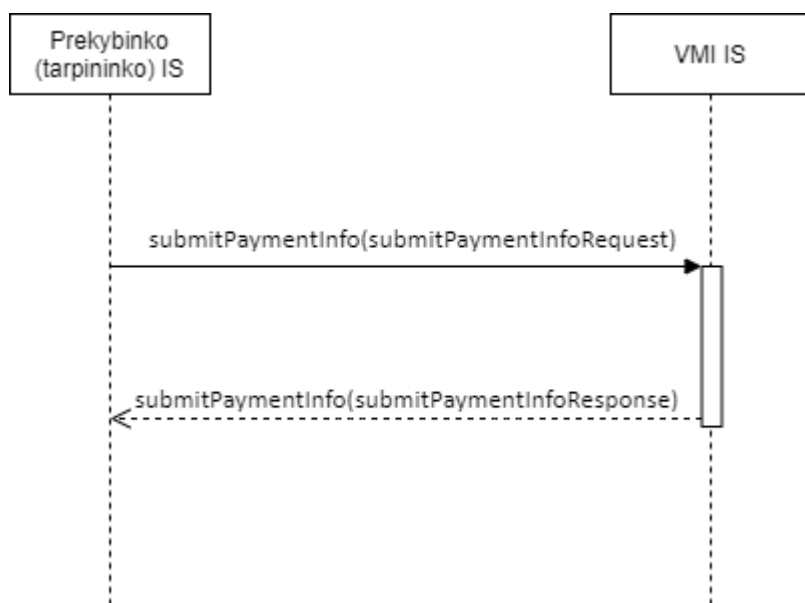 Prekybinko
(tarpininko) IS
VMI IS
submitPaymentInfo(submitPaymentInfoRequest)
submitPaymentInfo(submitPaymentInfoResponse)